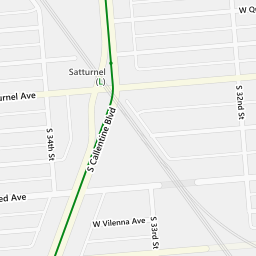 W Qu
Satturnel
(L)
urnel Ave
S 32nd St
S 34th St
S Callentine Blvd
ed Ave
W Vilenna Ave
S 33rd St